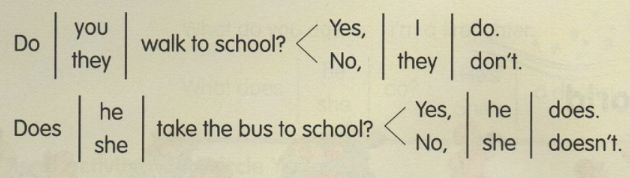 Do you walk to school? Yes, I do.
they No, they don't.
Does he take the bus to school? Yes, he does.
she No, she doesn't.